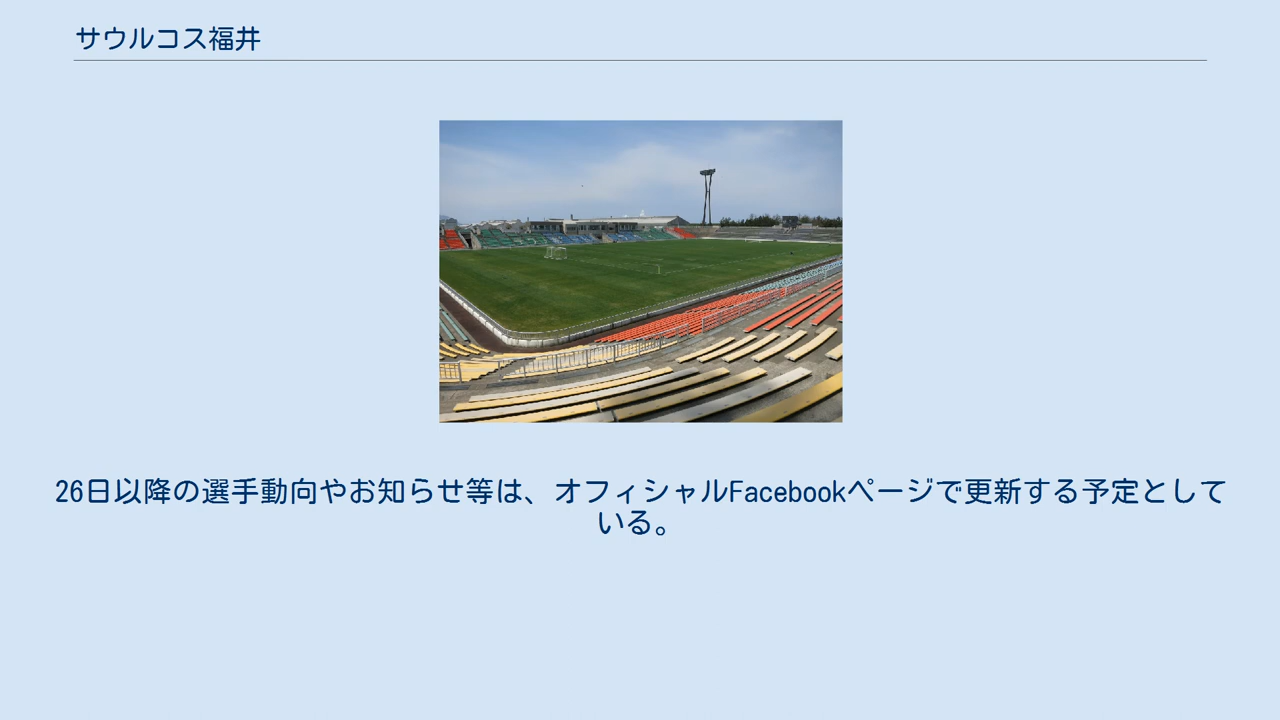 サウルコス福井
26日以降の選手動向やお知らせ等は、オフィシャルFacebookページで更新する予定として
いる。